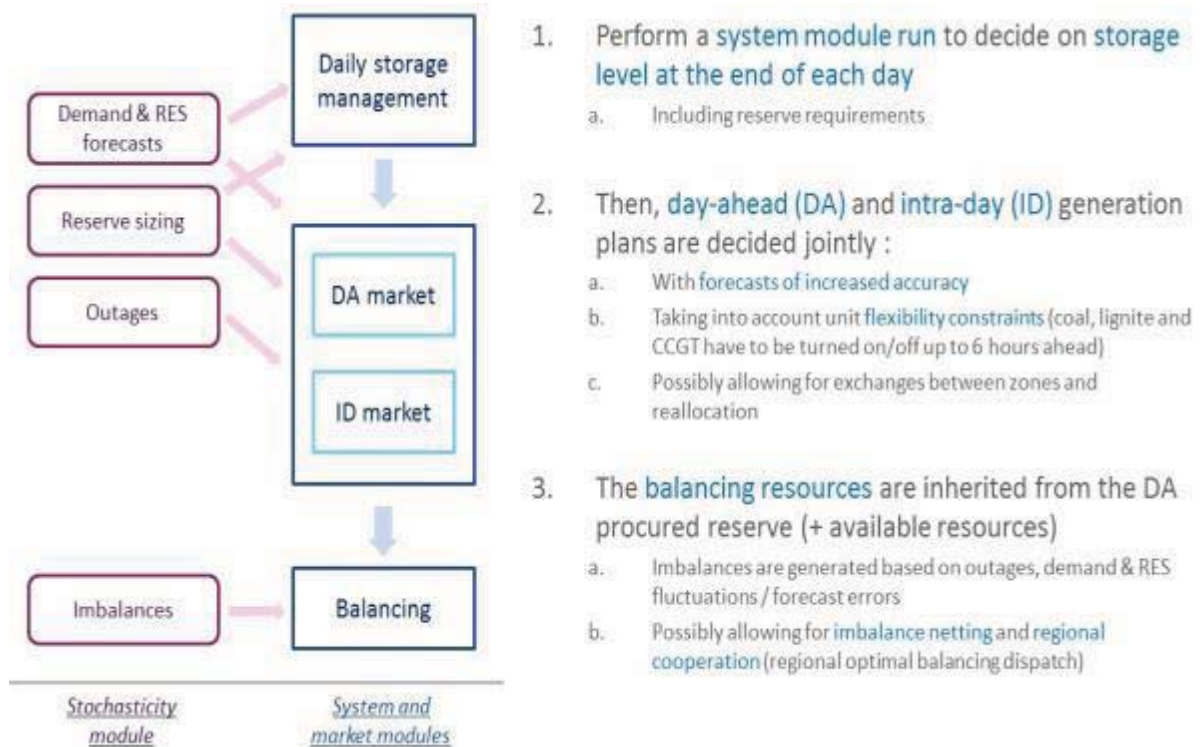 Demand & RES
forecasts
Reserve sizing
Outages
Imbalances
Stochasticity
module
Daily storage
management
DA market
ID market
Balancing
System and
market modules
1. Perform a system module run to decide on storage
level at the end of each day
a. Including reserve requirements
2. Then, day-ahead (DA) and intra-day (ID) generation
plans are decided jointly :
a. With forecasts of increased accuracy
b. Taking into account unit flexibility constraints (coal, lignite and
CCGT have to be turned on/off up to 6 hours ahead)
c. Possibly allowing for exchanges between zones and
reallocation
3. The balancing resources are inherited from the DA
procured reserve (+ available resources)
a. Imbalances are generated based on outages, demand & RES
fluctuations / forecast errors
b. Possibly allowing for imbalance netting and regional
cooperation (regional optimal balancing dispatch)